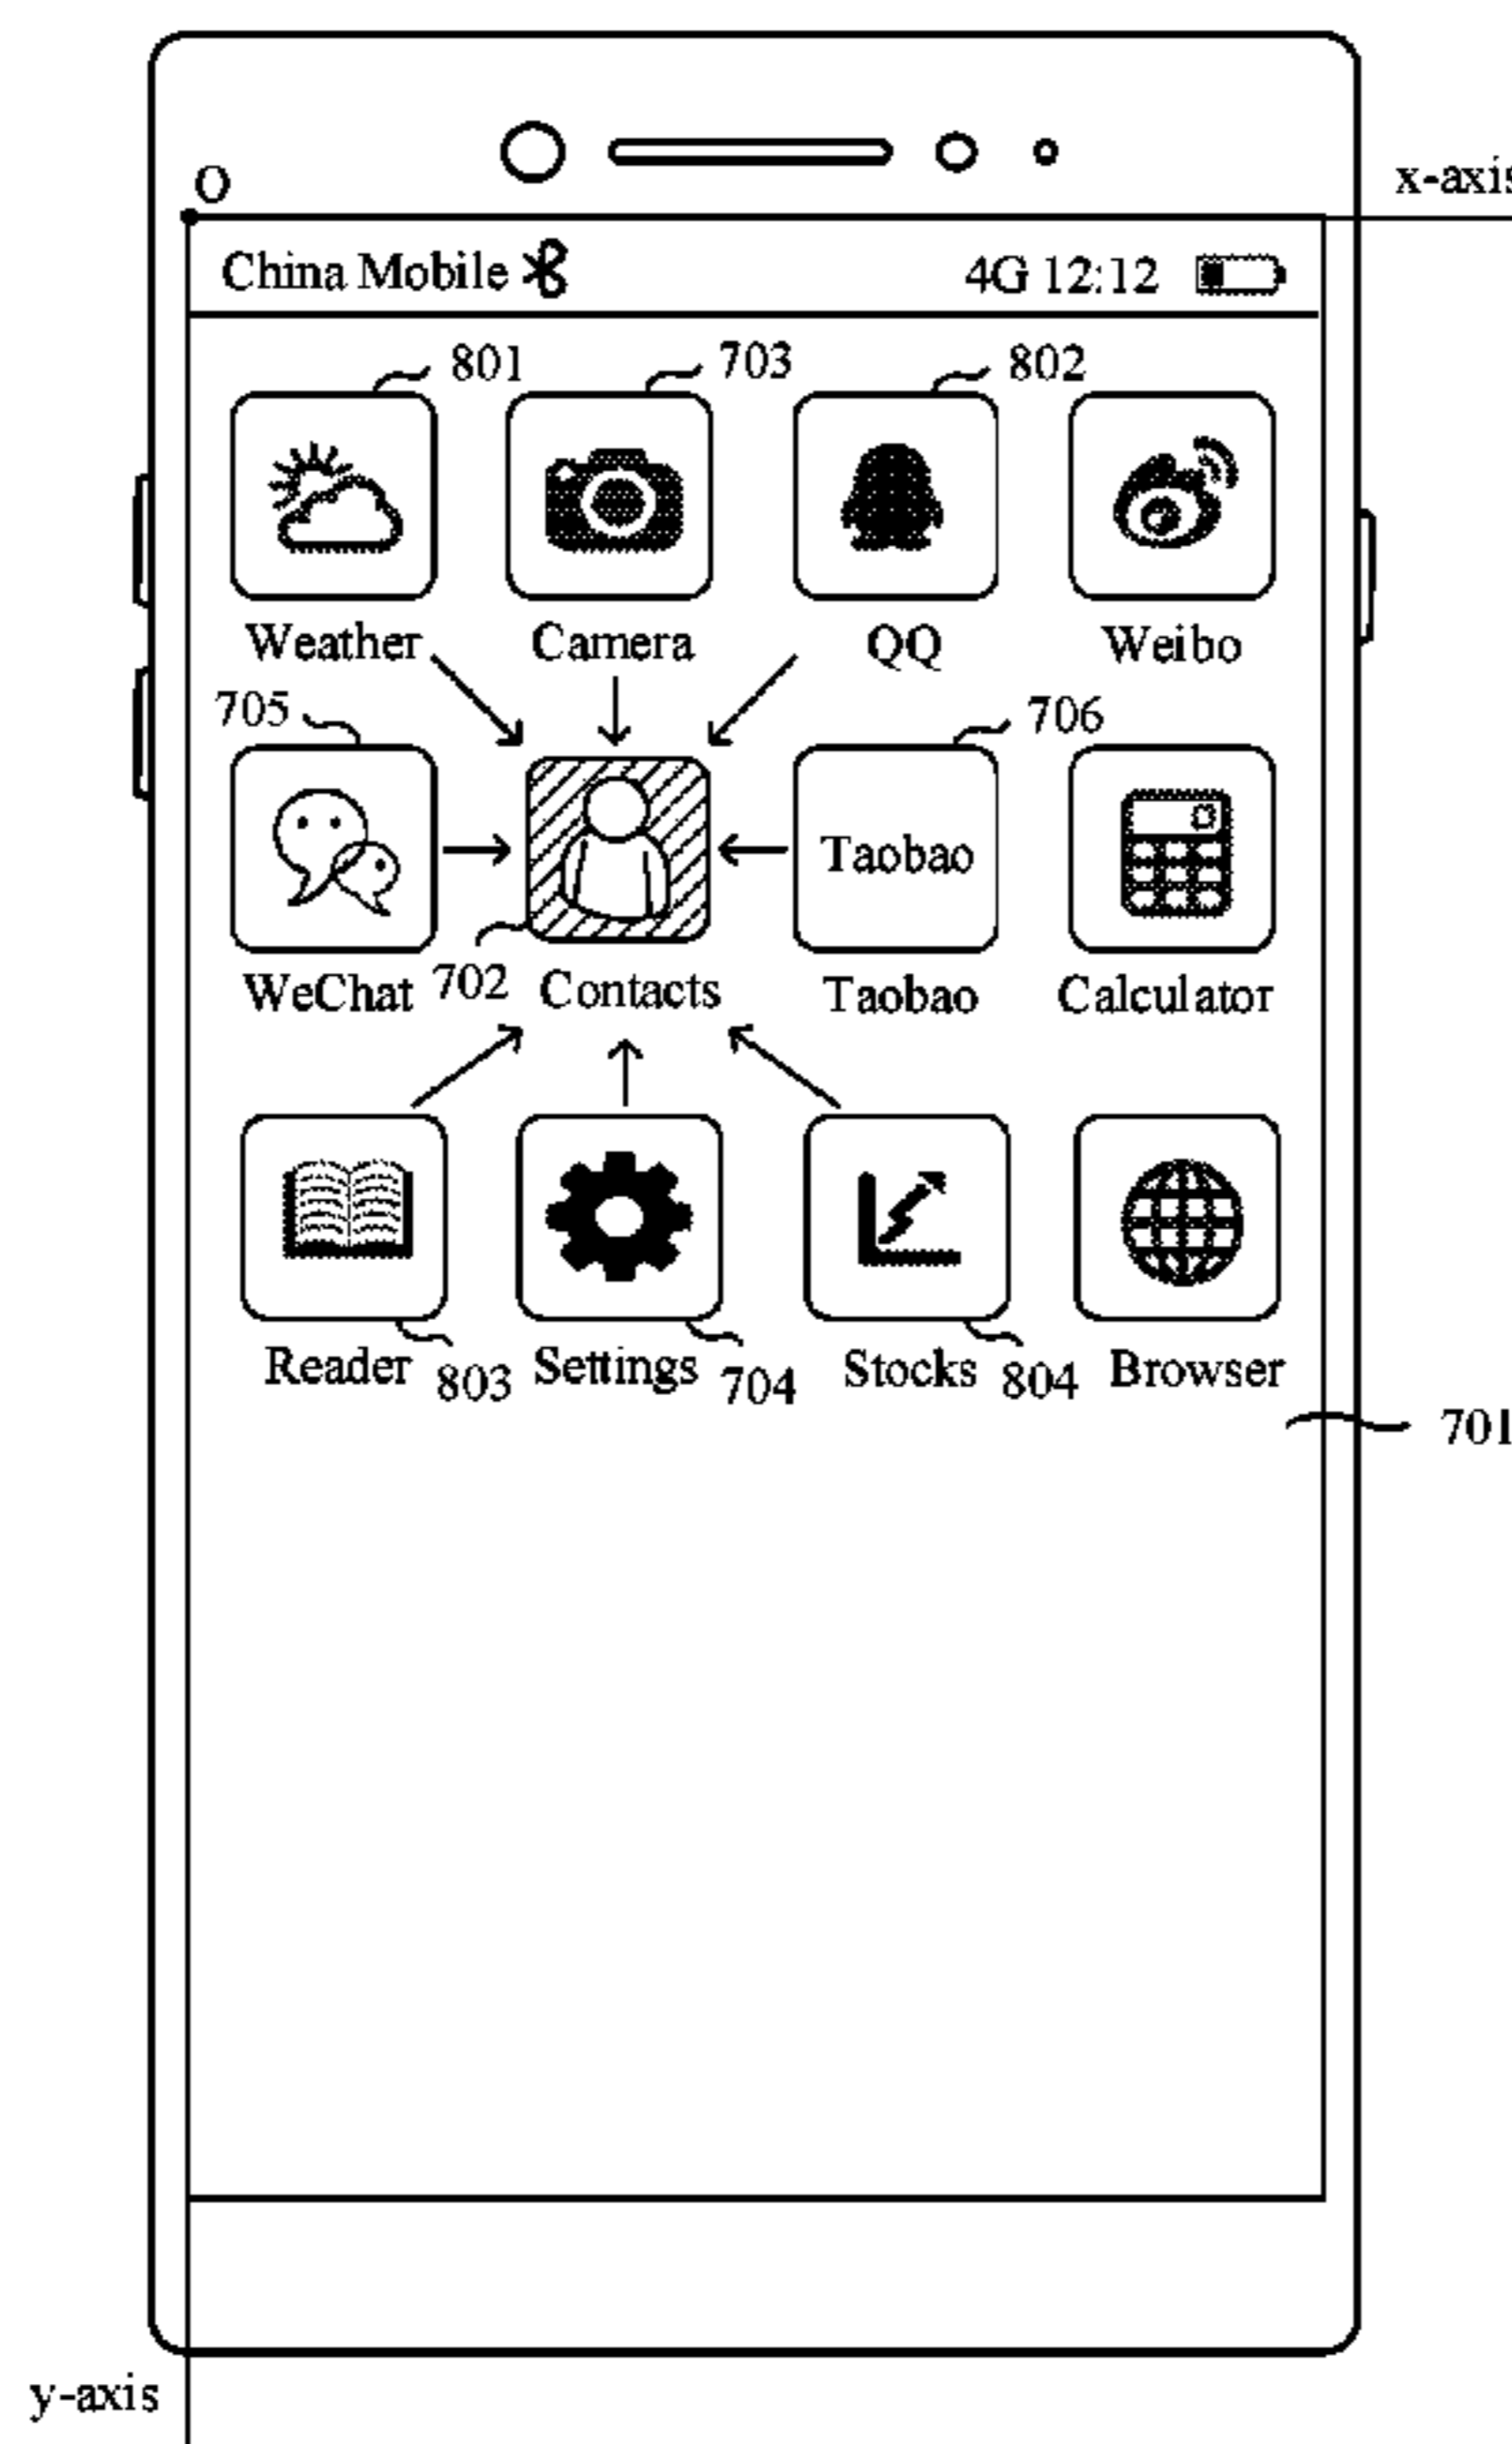 O
x-axis
China Mobile 4G 12:12
801 703 802
Weather Camera QQ Weibo
705 706
Taobao
WeChat 702 Contacts Taobao Calculator
Reader 803 Settings 704 Stocks 804 Browser
701
y-axis